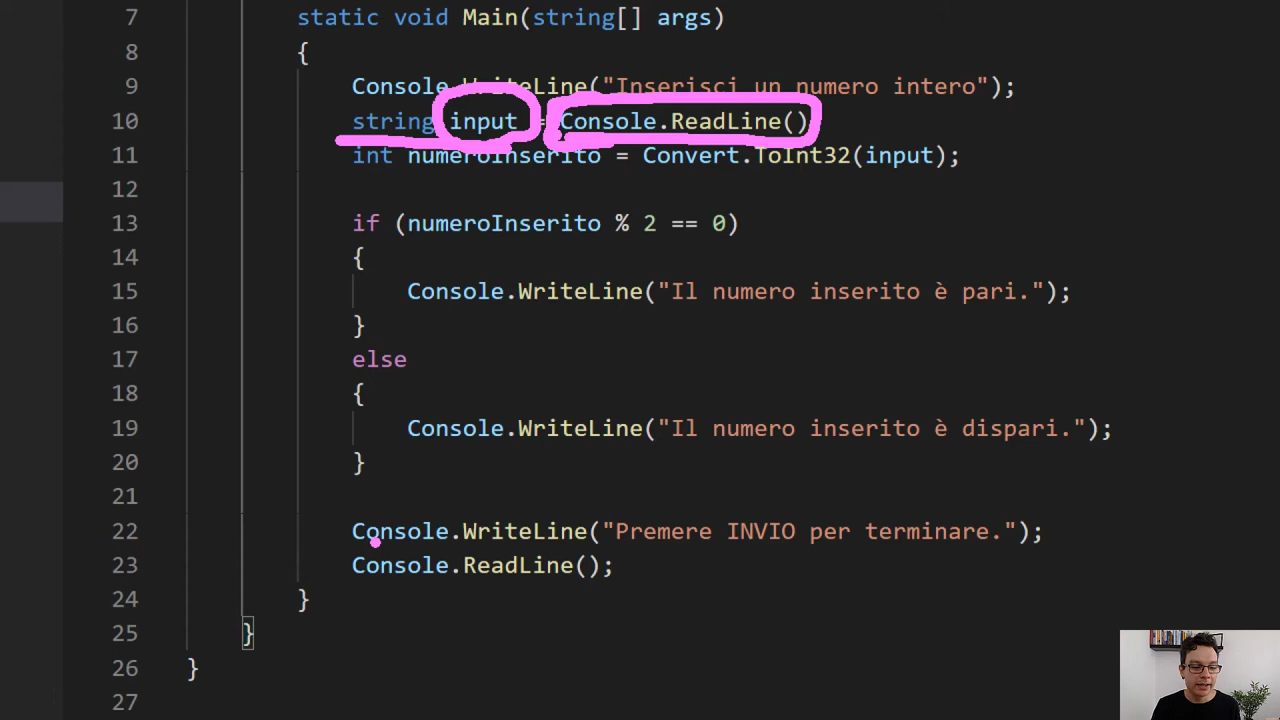 7 static void Main(string[] args)
8 {
9 Console.WriteLine("Inserisci un numero intero");
10 string input = Console.ReadLine()
11 int numeroInserito = Convert.ToInt32(input);
12
13 if (numeroInserito % 2 == 0)
14 {
15 Console.WriteLine("Il numero inserito è pari.");
16 }
17 else
18 {
19 Console.WriteLine("Il numero inserito è dispari.");
20 }
21
22 Console.WriteLine("Premere INVIO per terminare.");
23 Console.ReadLine();
24 }
25 }
26 }
27